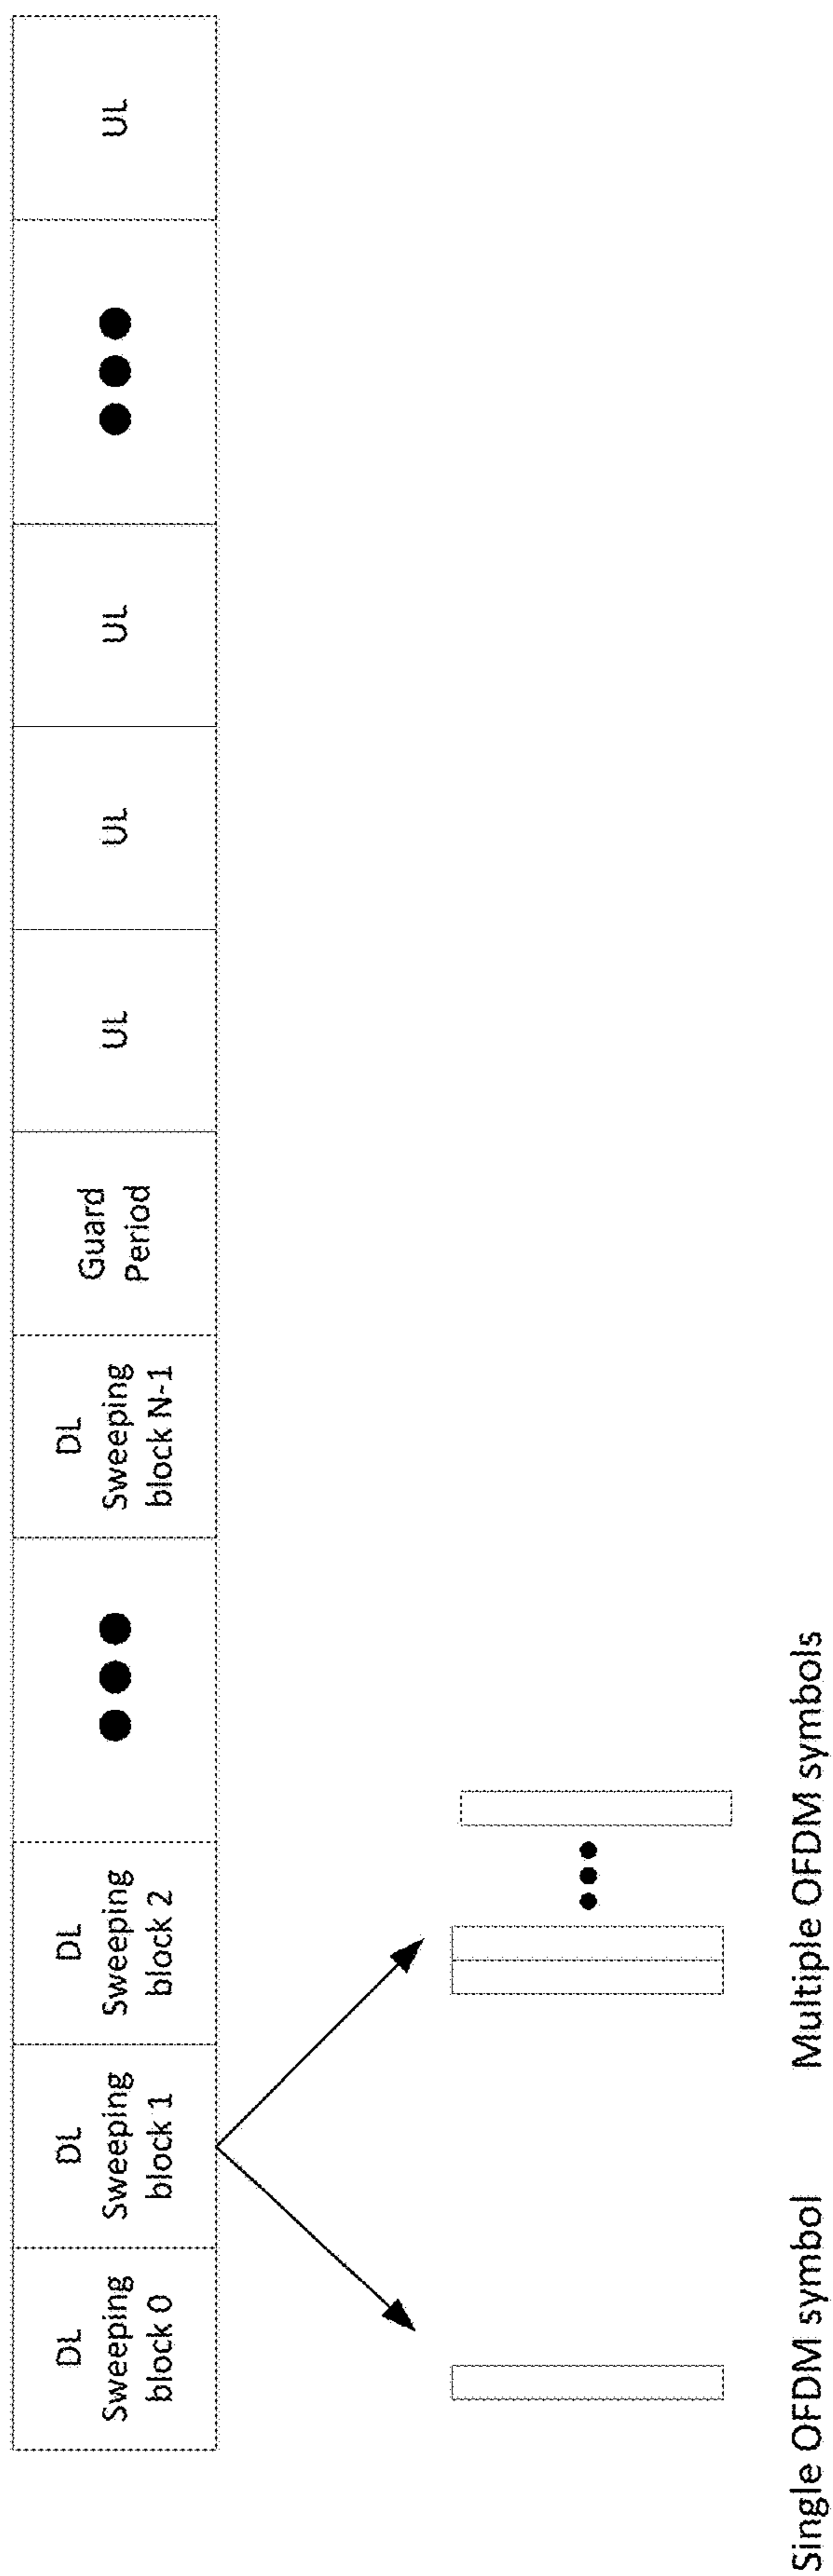 DL
Sweeping
block 0
DL
Sweeping
block 1
DL
Sweeping
block 2
DL
Sweeping
block N-1
Guard
Period
UL
UL
UL
UL
Single OFDM symbol
Multiple OFDM symbols